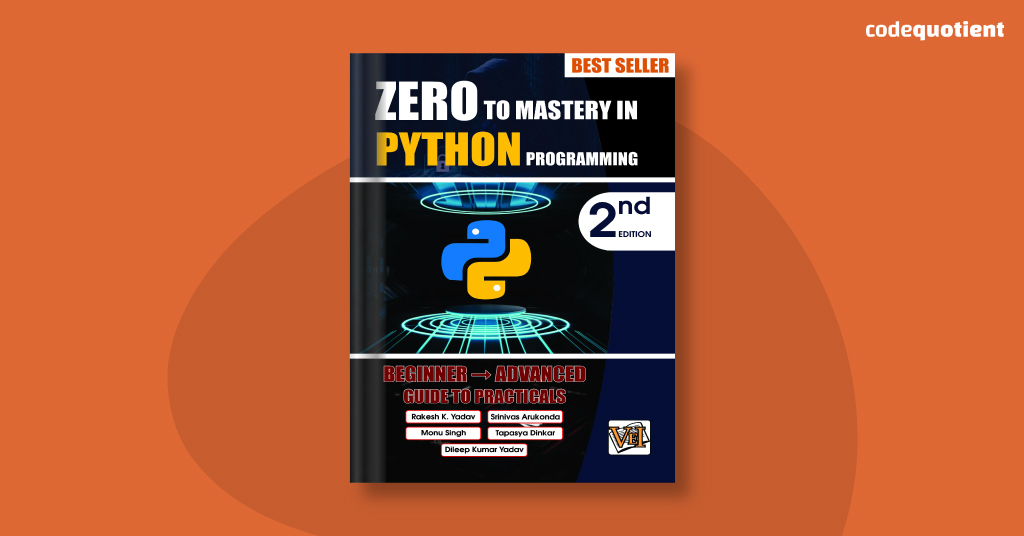 codequotient
BEST SELLER
ZERO TO MASTERY IN
PYTHON PROGRAMMING
2nd
EDITION
BEGINNER → ADVANCED
GUIDE TO PRACTICALS
Rakesh K. Yadav Srinivas Arukonda
Monu Singh Tapasya Dinkar
Dileep Kumar Yadav
VEI